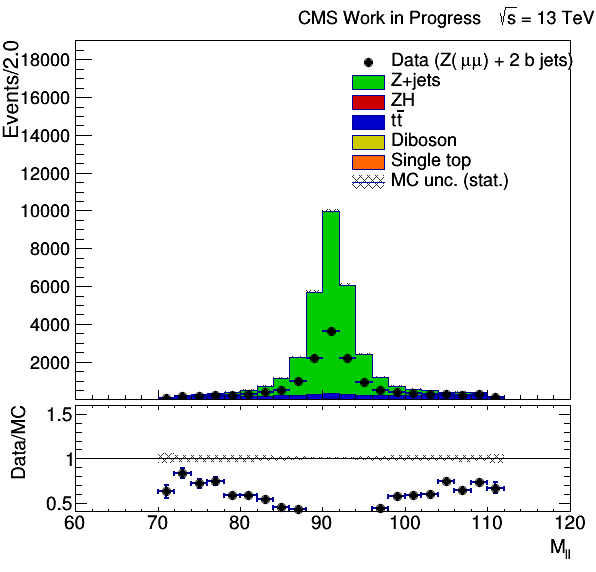 CMS Work in Progress √s = 13 TeV
Events/2.0
18000
16000
14000
12000
10000
8000
6000
4000
2000
Data (Z(μμ) + 2 b jets)
Z+jets
ZH
tt̅
Diboson
Single top
MC unc. (stat.)
Data/MC
1.5
1
0.5
60 70 80 90 100 110 120
M_ll